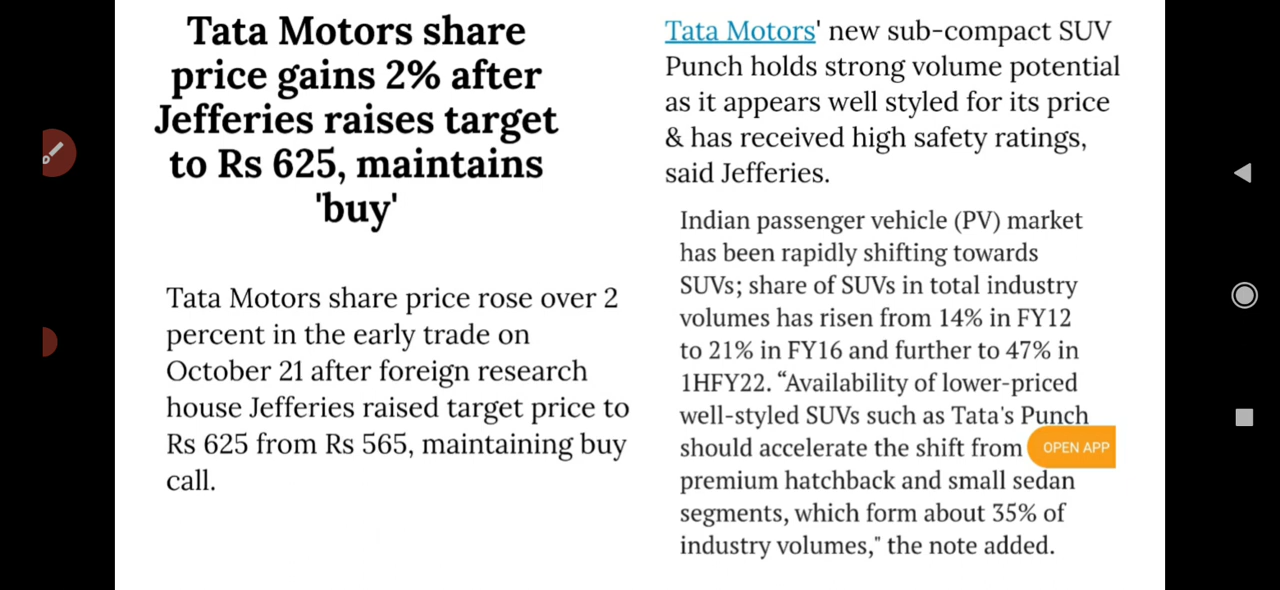 Tata Motors share
price gains 2% after
Jefferies raises target
to Rs 625, maintains
'buy'
Tata Motors share price rose over 2
percent in the early trade on
October 21 after foreign research
house Jefferies raised target price to
Rs 625 from Rs 565, maintaining buy
call.
Tata Motors' new sub-compact SUV
Punch holds strong volume potential
as it appears well styled for its price
& has received high safety ratings,
said Jefferies.
Indian passenger vehicle (PV) market
has been rapidly shifting towards
SUVs; share of SUVs in total industry
volumes has risen from 14% in FY12
to 21% in FY16 and further to 47% in
1HFY22. “Availability of lower-priced
well-styled SUVs such as Tata's Punch
should accelerate the shift from
OPEN APP
premium hatchback and small sedan
segments, which form about 35% of
industry volumes," the note added.